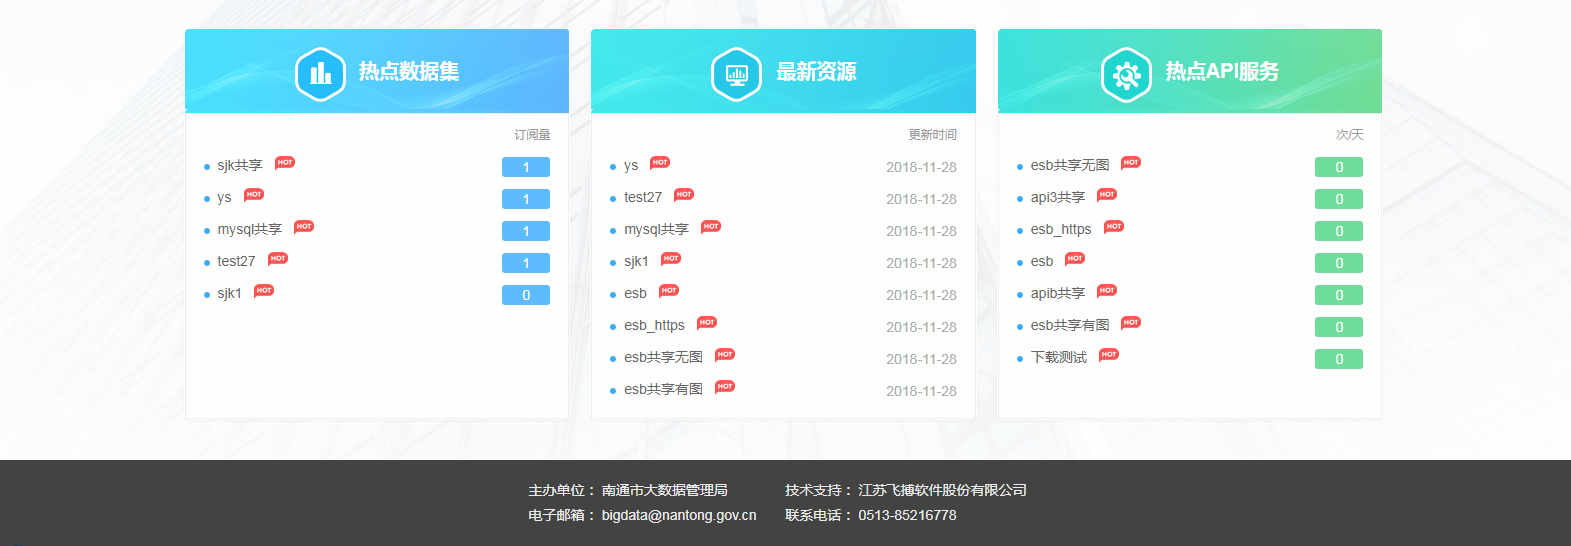 热点数据集
订阅量
sjk共享 HOT 1
ys HOT 1
mysql共享 HOT 1
test27 HOT 1
sjk1 HOT 0
最新资源
更新时间
ys HOT 2018-11-28
test27 HOT 2018-11-28
mysql共享 HOT 2018-11-28
sjk1 HOT 2018-11-28
esb HOT 2018-11-28
esb_https HOT 2018-11-28
esb共享无图 HOT 2018-11-28
esb共享有图 HOT 2018-11-28
热点API服务
次/天
esb共享无图 HOT 0
api3共享 HOT 0
esb_https HOT 0
esb HOT 0
apib共享 HOT 0
esb共享有图 HOT 0
下载测试 HOT 0
主办单位： 南通市大数据管理局 技术支持： 江苏飞搏软件股份有限公司
电子邮箱： bigdata@nantong.gov.cn 联系电话： 0513-85216778